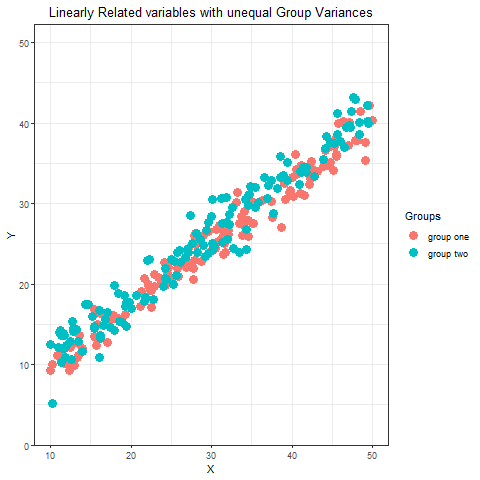 Linearly Related variables with unequal Group Variances
50
40
30
20
10
0
Y
10 20 30 40 50
X
Groups
group one
group two